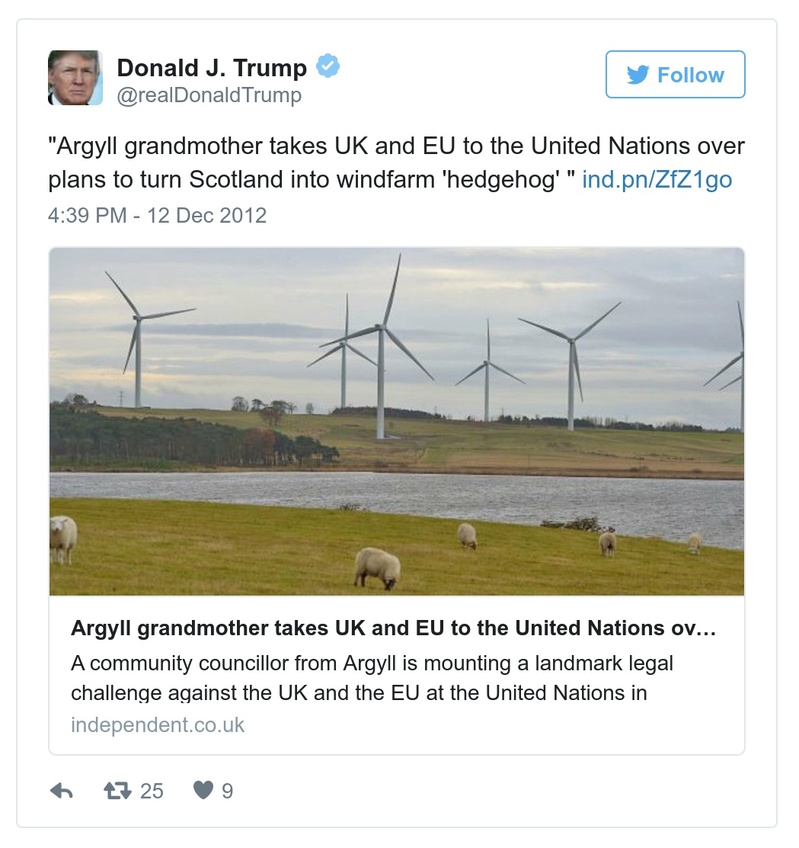 Donald J. Trump
@realDonaldTrump
Follow
"Argyll grandmother takes UK and EU to the United Nations over
plans to turn Scotland into windfarm 'hedgehog' " ind.pn/ZfZ1go
4:39 PM - 12 Dec 2012
Argyll grandmother takes UK and EU to the United Nations ov…
A community councillor from Argyll is mounting a landmark legal
challenge against the UK and the EU at the United Nations in
independent.co.uk
25
9